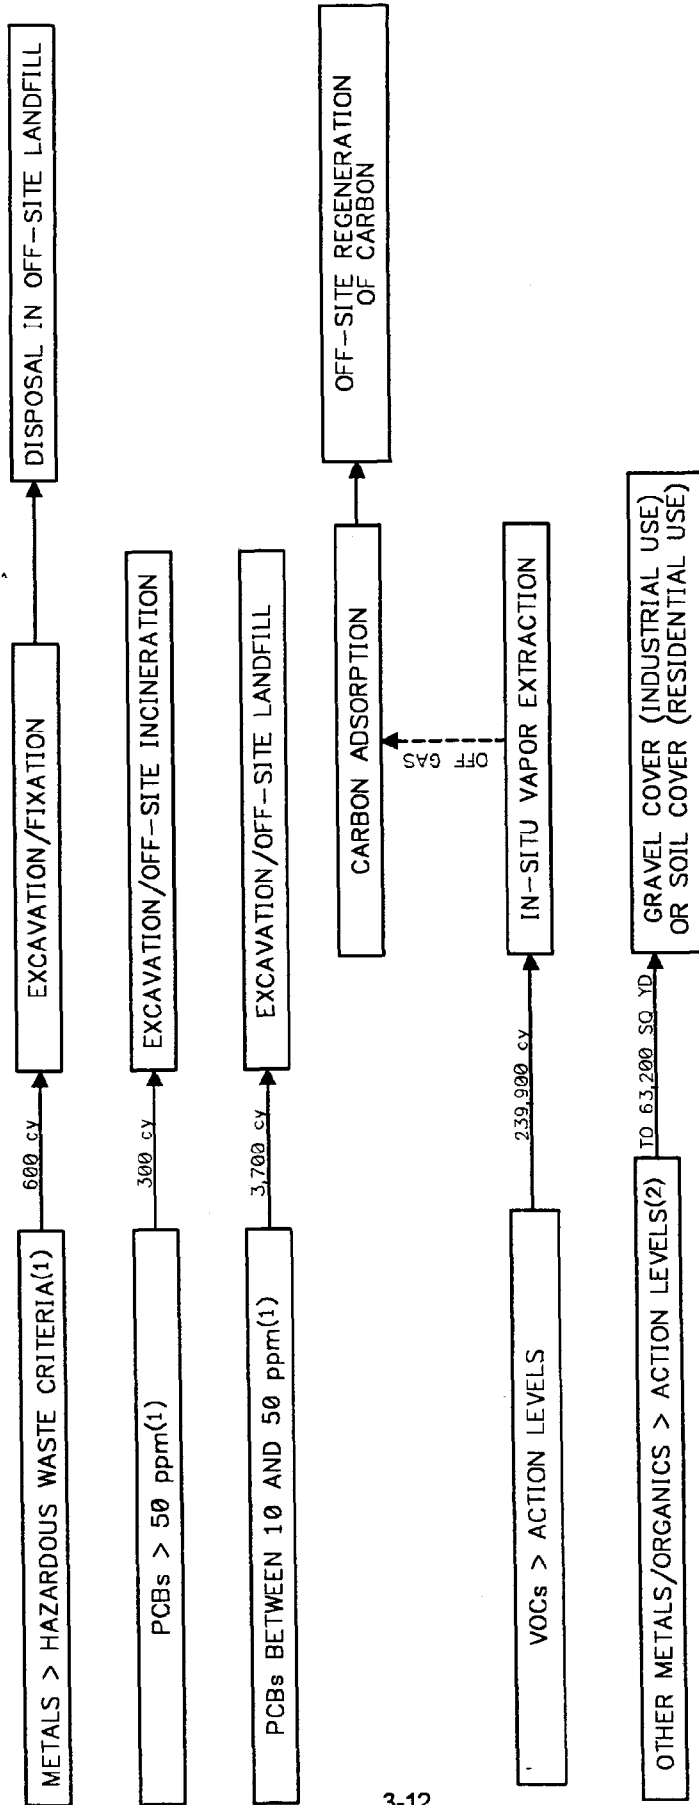 METALS > HAZARDOUS WASTE CRITERIA(1)
600 cy
EXCAVATION/FIXATION
DISPOSAL IN OFF-SITE LANDFILL
PCBs > 50 ppm(1)
300 cy
EXCAVATION/OFF-SITE INCINERATION
PCBs BETWEEN 10 AND 50 ppm(1)
3,700 cy
EXCAVATION/OFF-SITE LANDFILL
CARBON ADSORPTION
OFF-SITE REGENERATION
OF CARBON
OFF GAS
VOCs > ACTION LEVELS
239,900 cy
IN-SITU VAPOR EXTRACTION
OTHER METALS/ORGANICS > ACTION LEVELS(2)
TO 63,200 SQ YD
GRAVEL COVER (INDUSTRIAL USE)
OR SOIL COVER (RESIDENTIAL USE)
3-12